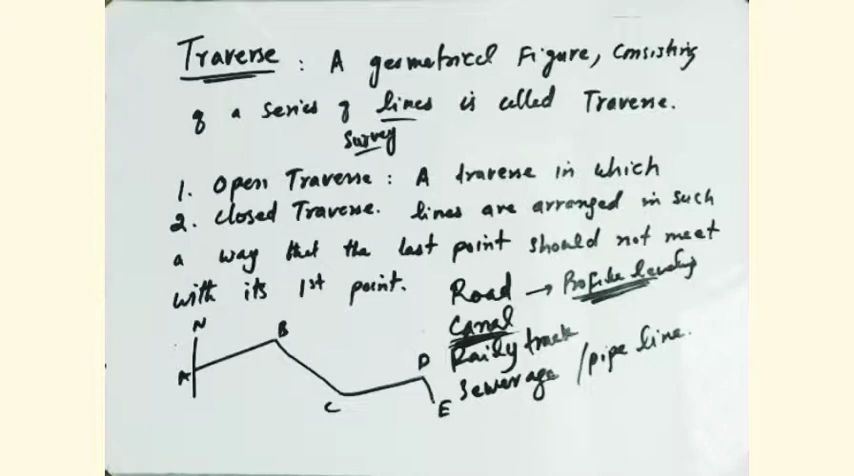 Traverse : A geometrical Figure, Consisting
of a series of lines is called Traverse.
Survey
1. Open Traverse : A traverse in which
2. Closed Traverse. lines are arranged in such
a way that the last point should not meet
with its 1st point.
Road → Profile leveling
Canal
Raily track
Sewerage / pipe line.
N
B
A
D
C
E